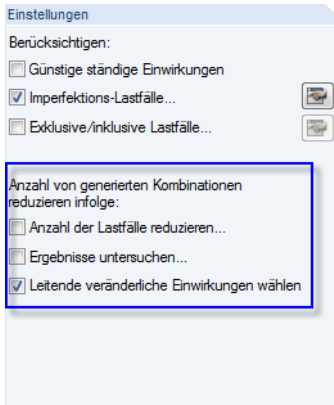 Einstellungen
Berücksichtigen:
Günstige ständige Einwirkungen
Imperfektions-Lastfälle...
Exklusive/inklusive Lastfälle...
Anzahl von generierten Kombinationen
reduzieren infolge:
Anzahl der Lastfälle reduzieren...
Ergebnisse untersuchen...
Leitende veränderliche Einwirkungen wählen